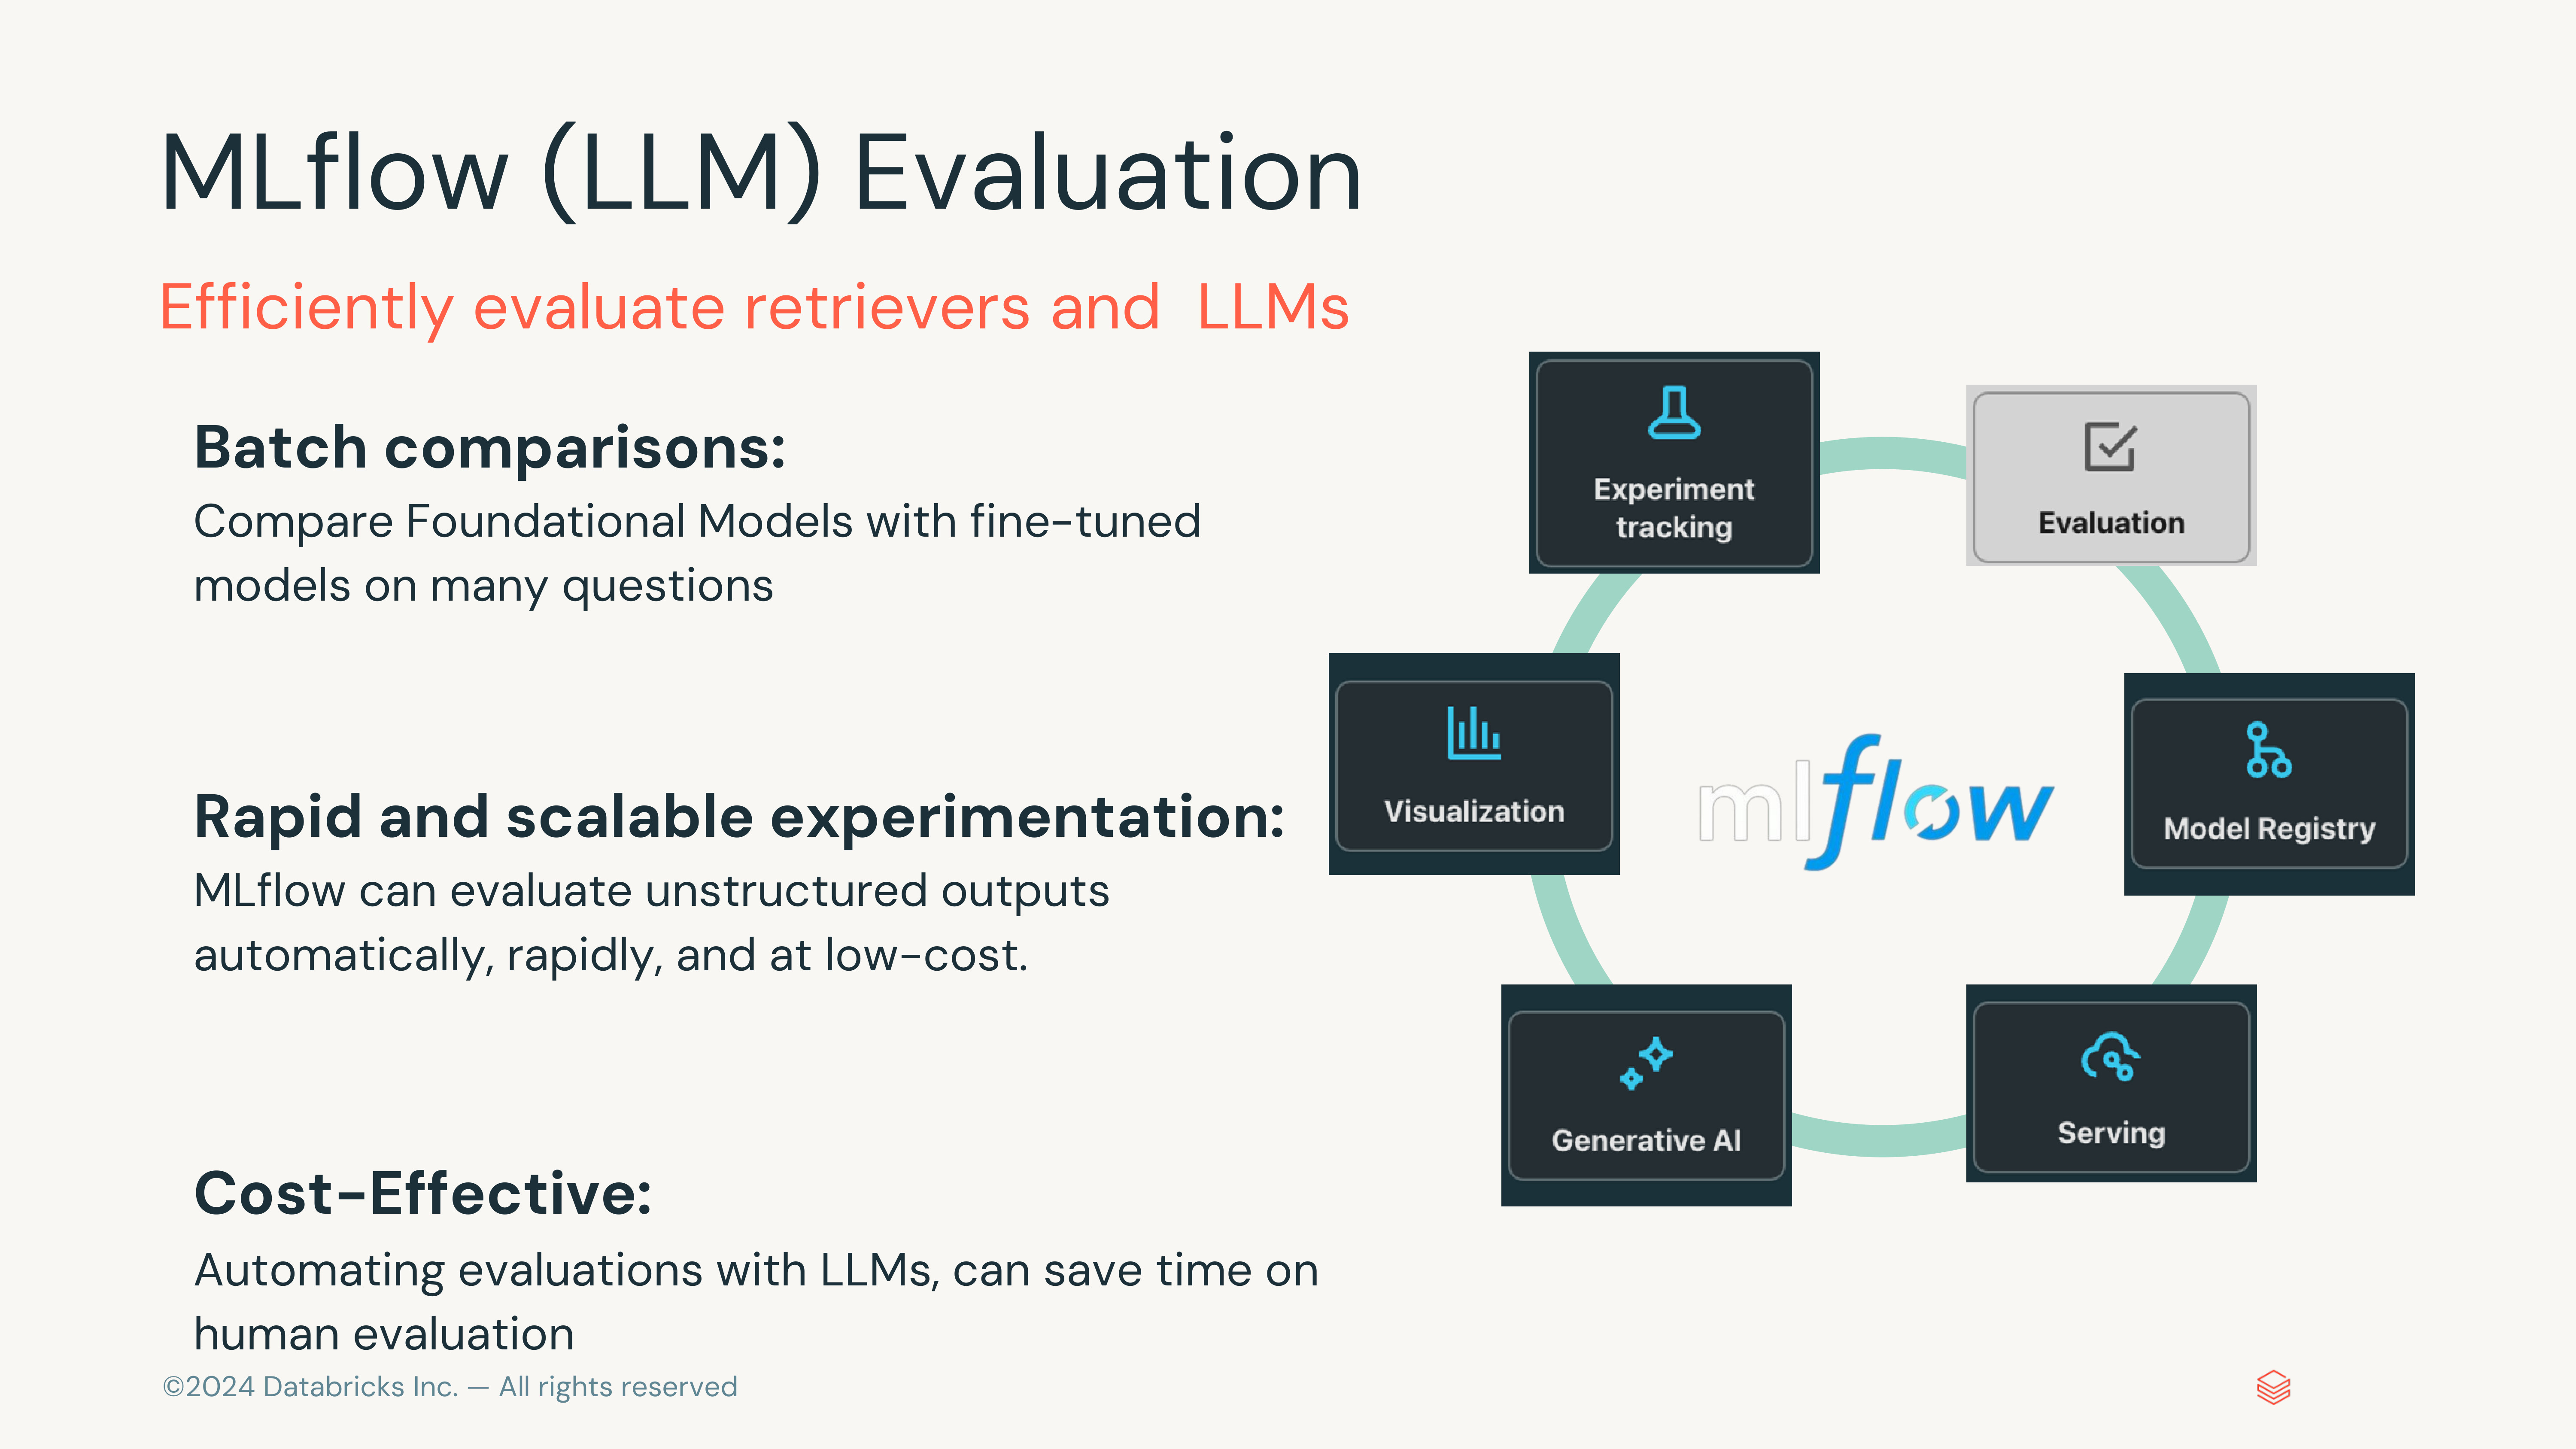 MLflow (LLM) Evaluation
Efficiently evaluate retrievers and  LLMs
Batch comparisons:
Compare Foundational Models with fine-tuned
models on many questions
Rapid and scalable experimentation:
MLflow can evaluate unstructured outputs
automatically, rapidly, and at low-cost.
Cost-Effective:
Automating evaluations with LLMs, can save time on
human evaluation
Experiment
tracking
Evaluation
Visualization
mlflow
Model Registry
Generative AI
Serving
©2024 Databricks Inc. — All rights reserved